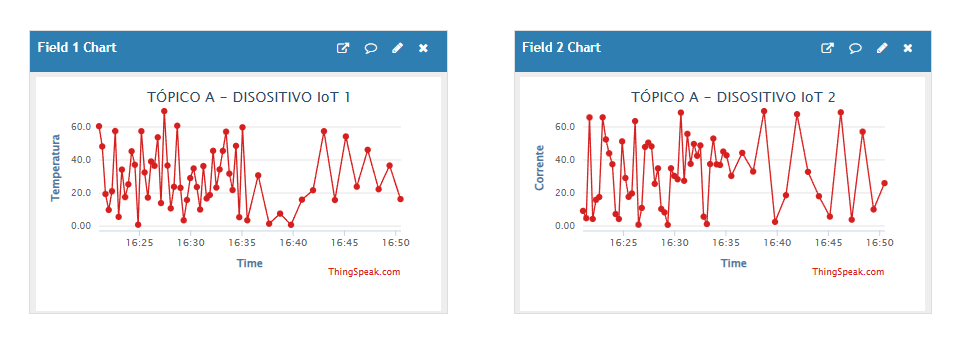 Field 1 Chart
TÓPICO A - DISOSITIVO IoT 1
Temperatura
60.0
40.0
20.0
0.00
16:25 16:30 16:35 16:40 16:45 16:50
Time
ThingSpeak.com
Field 2 Chart
TÓPICO A - DISOSITIVO IoT 2
Corrente
60.0
40.0
20.0
0.00
16:25 16:30 16:35 16:40 16:45 16:50
Time
ThingSpeak.com